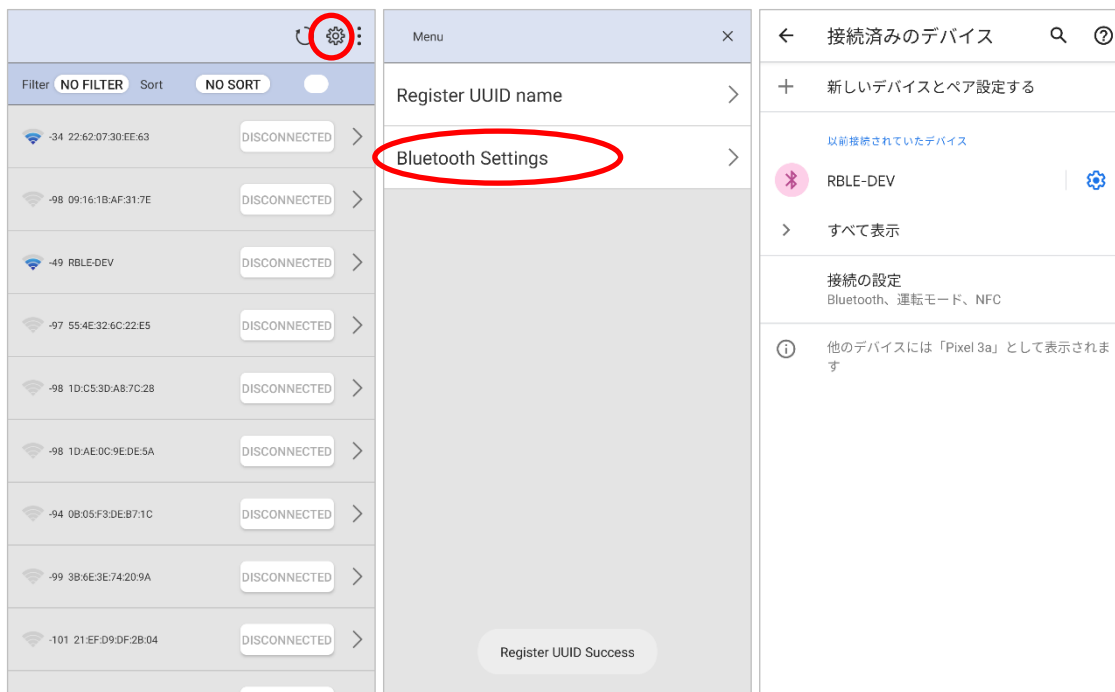 Filter NO FILTER Sort NO SORT
-34 22:62:07:30:EE:63 DISCONNECTED
-98 09:16:1B:AF:31:7E DISCONNECTED
-49 RBLE-DEV DISCONNECTED
-97 55:4E:32:6C:22:E5 DISCONNECTED
-98 1D:C5:3D:A8:7C:28 DISCONNECTED
-98 1D:AE:0C:9E:DE:5A DISCONNECTED
-94 0B:05:F3:DE:B7:1C DISCONNECTED
-99 3B:6E:3E:74:20:9A DISCONNECTED
-101 21:EF:D9:DF:2B:04 DISCONNECTED
Menu
Register UUID name
Bluetooth Settings
Register UUID Success
接続済みのデバイス
新しいデバイスとペア設定する
以前接続されていたデバイス
RBLE-DEV
すべて表示
接続の設定
Bluetooth、運転モード、NFC
他のデバイスには「Pixel 3a」として表示されま
す